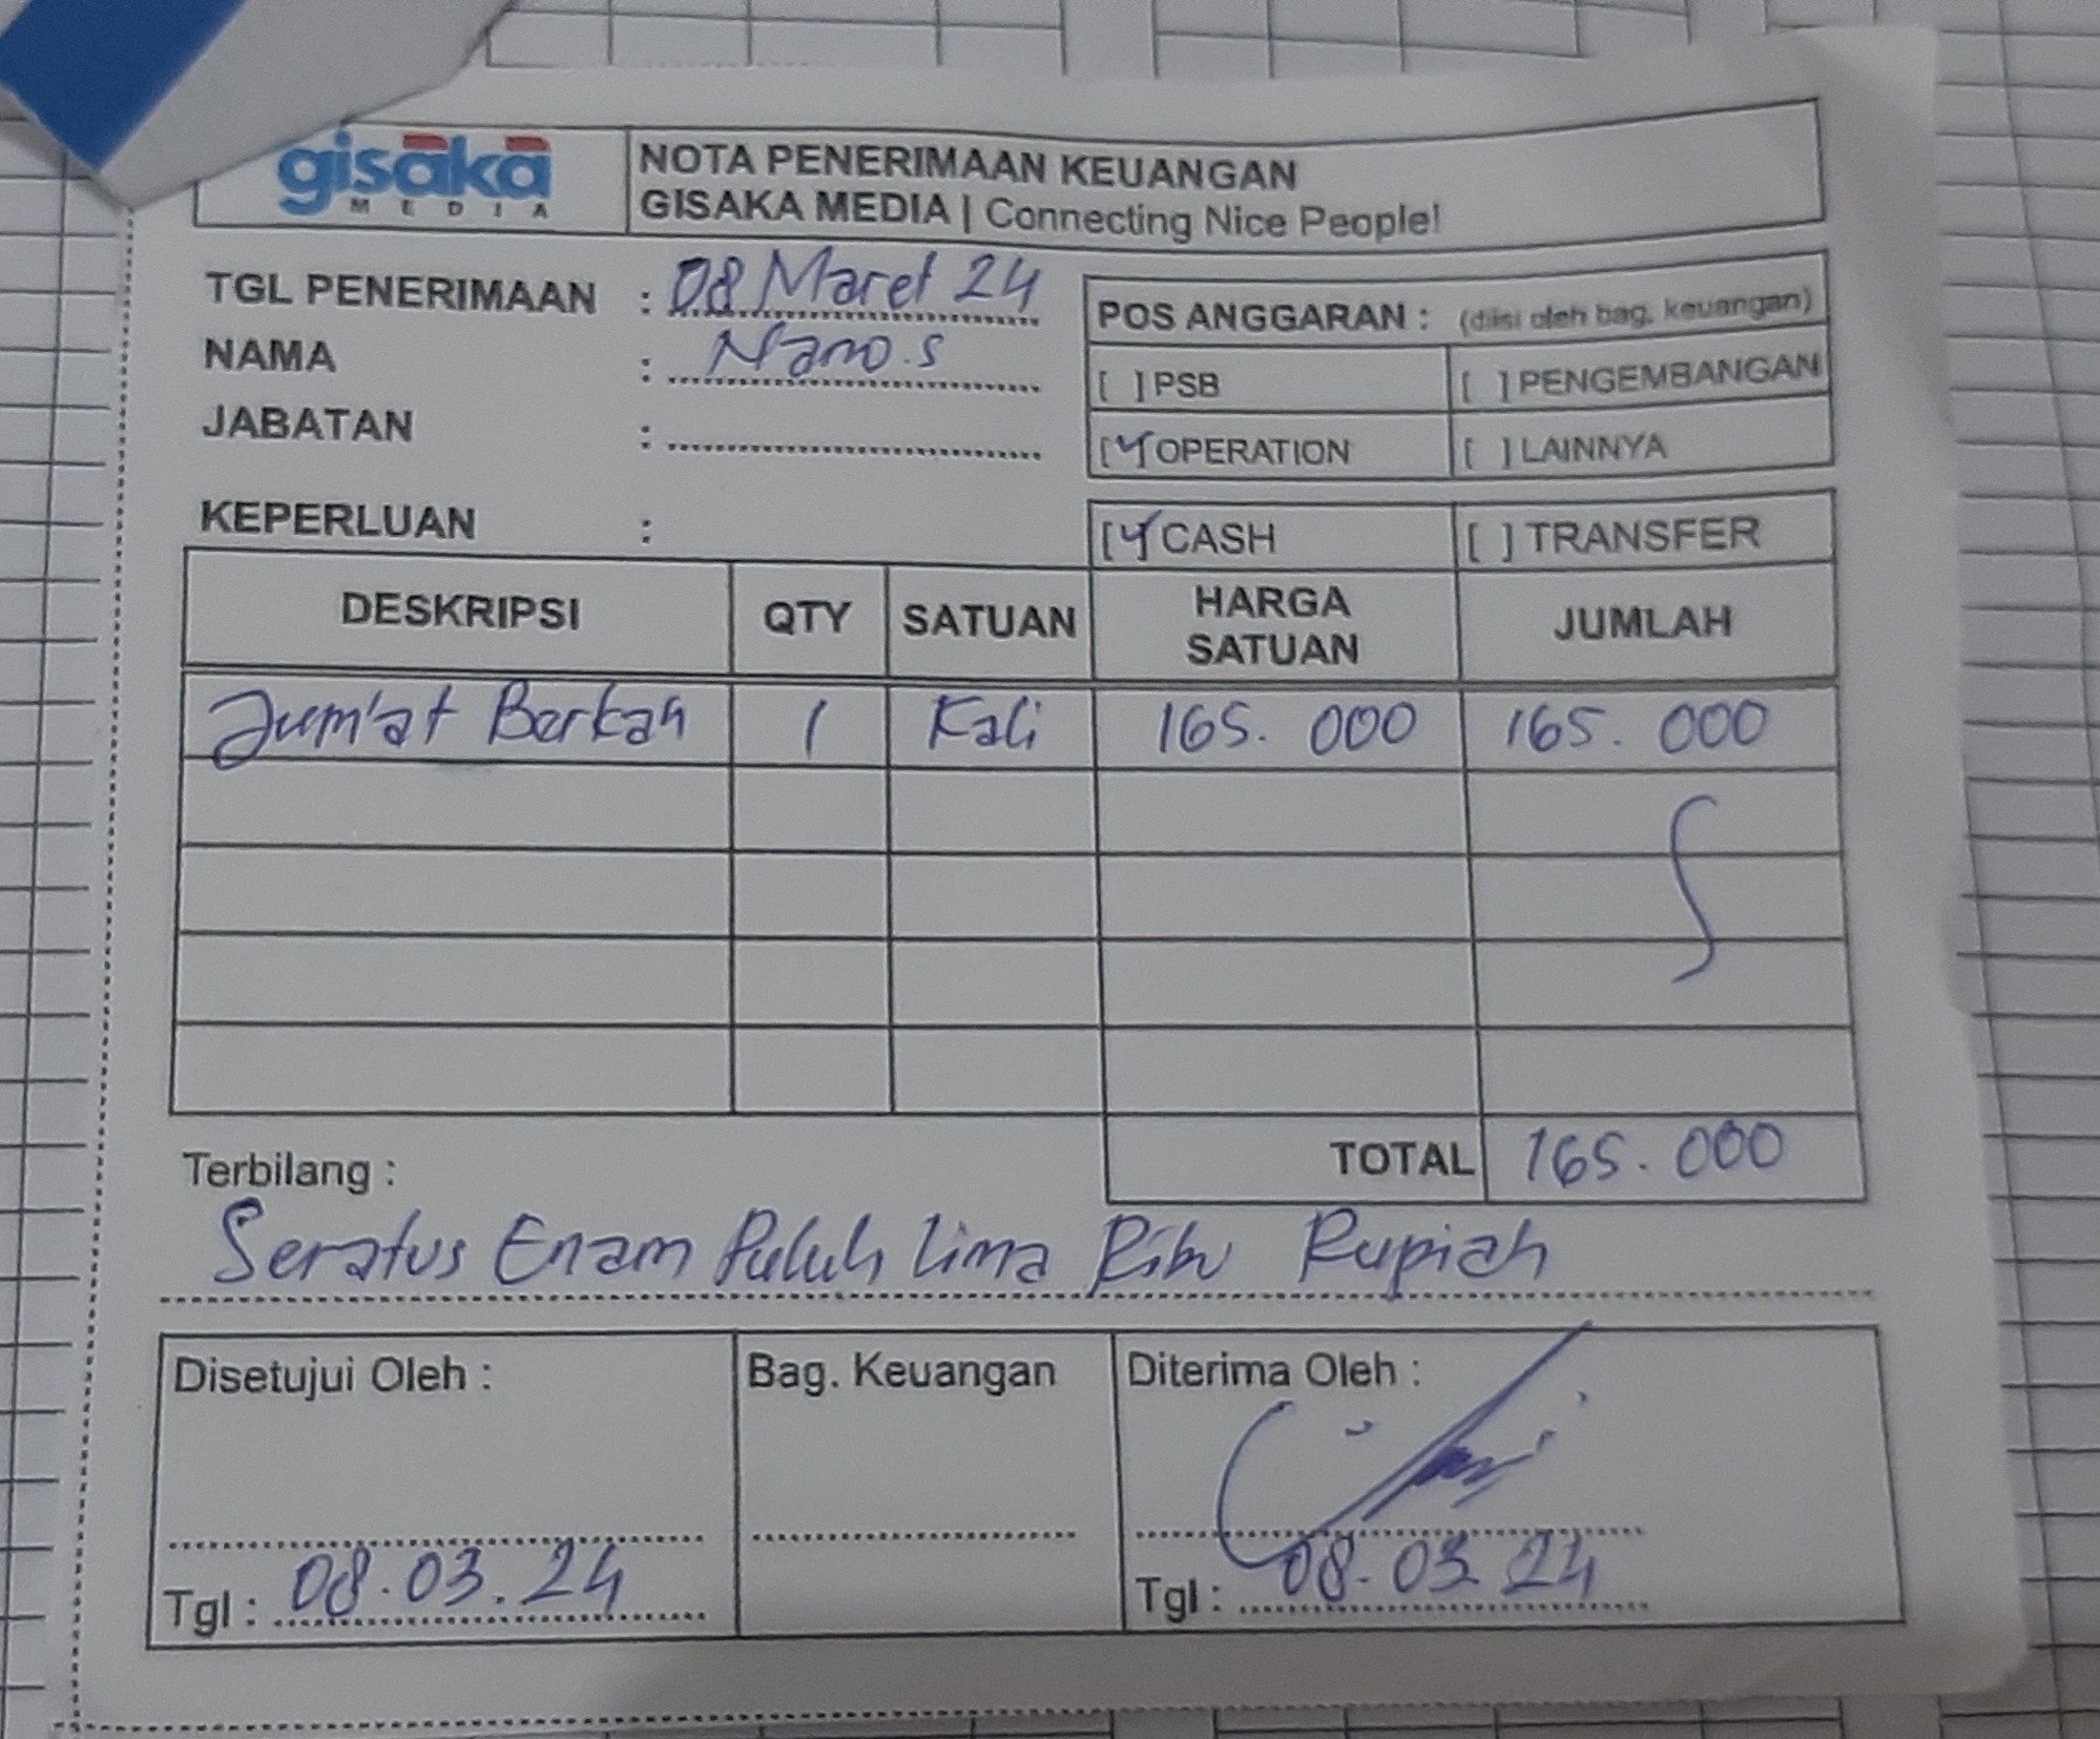 gisaka
MEDIA
NOTA PENERIMAAN KEUANGAN
GISAKA MEDIA | Connecting Nice People!
TGL PENERIMAAN : 08 Maret 24
NAMA : Nano.s
JABATAN :
POS ANGGARAN : (diisi oleh bag. keuangan)
[ ] PSB [ ] PENGEMBANGAN
[✓] OPERATION [ ] LAINNYA
KEPERLUAN :
[✓] CASH [ ] TRANSFER
DESKRIPSI QTY SATUAN HARGA SATUAN JUMLAH
Jum'at Berkah 1 Kali 165.000 165.000
TOTAL 165.000
Terbilang :
Seratus Enam Puluh Lima Ribu Rupiah
Disetujui Oleh : Bag. Keuangan Diterima Oleh :
Tgl : 08.03.24 Tgl : 08.03.24